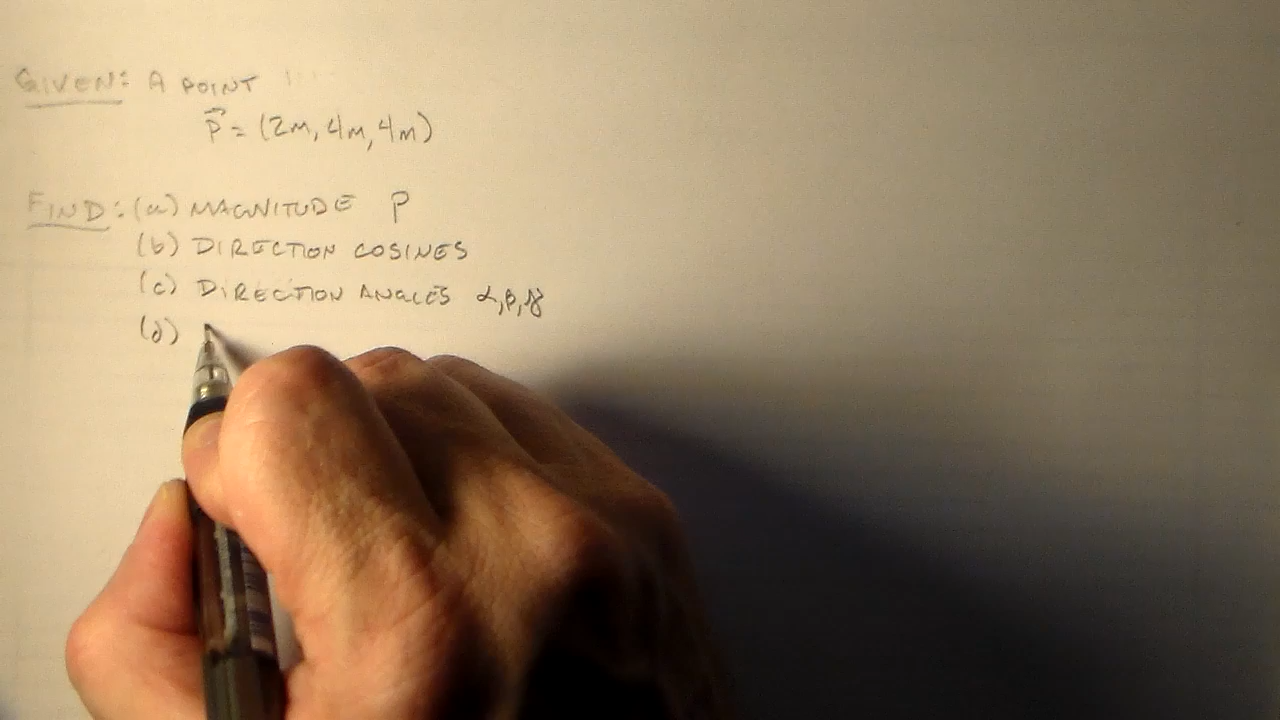 GIVEN: A POINT
p⃗ = (2m, 4m, 4m)
FIND: (a) MAGNITUDE P
(b) DIRECTION COSINES
(c) DIRECTION ANGLES α, β, γ
(d)